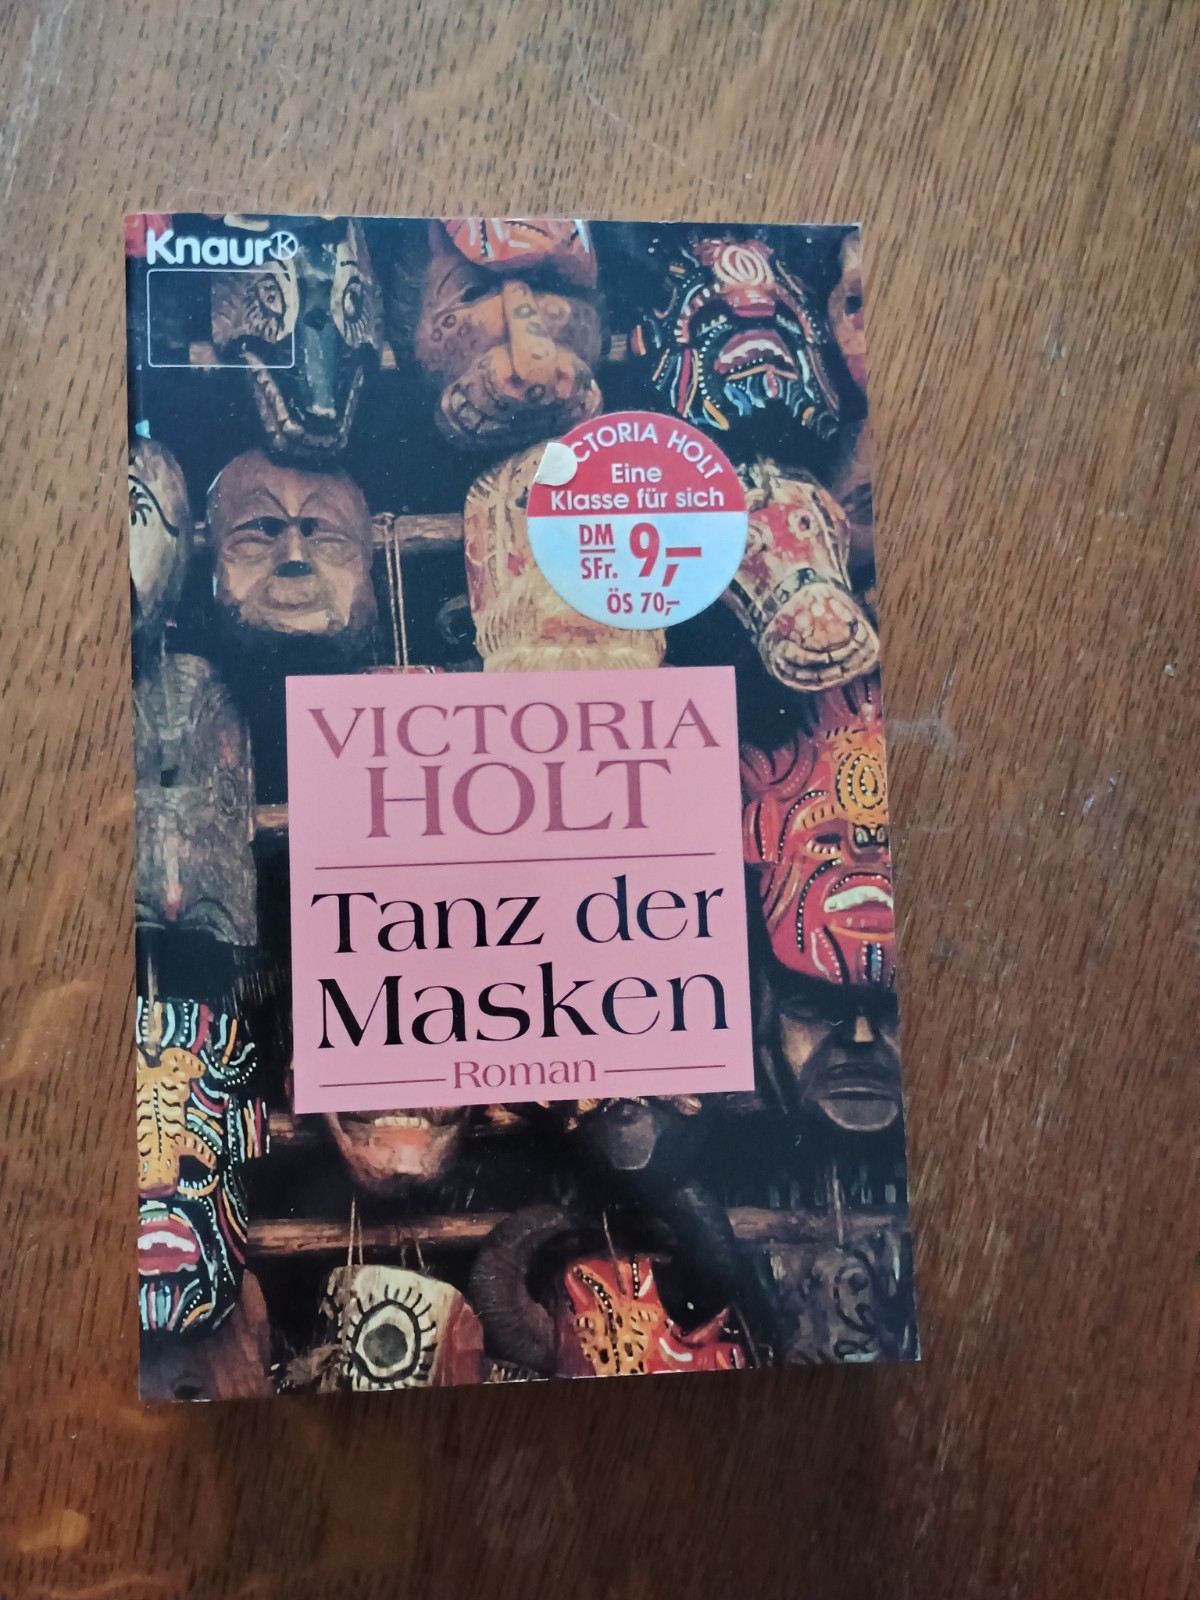 Knaur
CTORIA HOLT
Eine
Klasse für sich
DM
SFr.
9,–
ÖS 70,–
VICTORIA
HOLT
Tanz der
Masken
Roman